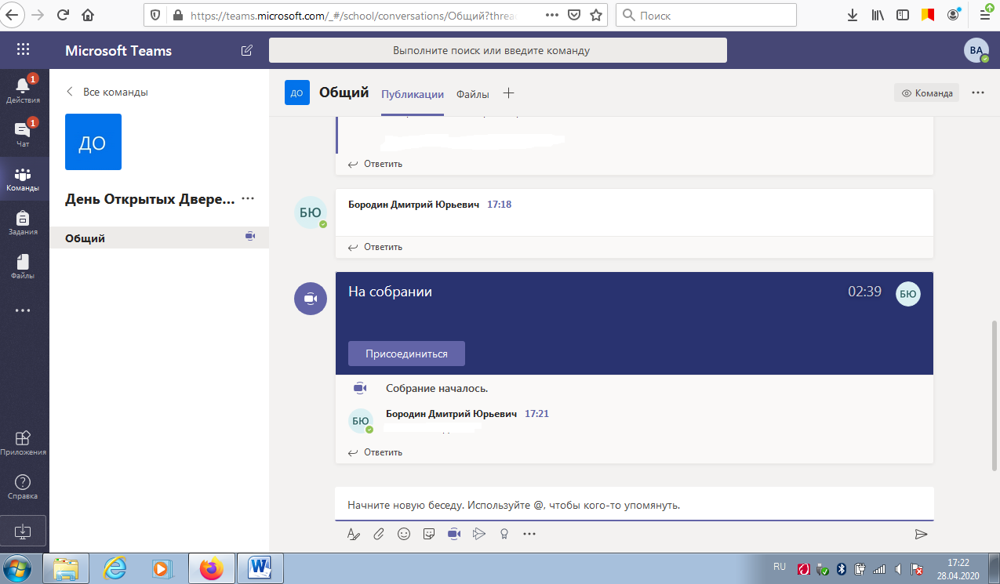 https://teams.microsoft.com/_#/school/conversations/Общий?threa
Поиск
Microsoft Teams
Выполните поиск или введите команду
ВА
1
Действия
1
Чат
Команды
Задания
Файлы
Приложения
?
Справка
Все команды
ДО
День Открытых Двере...
Общий
ДО
Общий
Публикации
Файлы
Команда
Ответить
БЮ
Бородин Дмитрий Юрьевич 17:18
Ответить
На собрании
02:39
БЮ
Присоединиться
Собрание началось.
БЮ
Бородин Дмитрий Юрьевич 17:21
Ответить
Начните новую беседу. Используйте @, чтобы кого-то упомянуть.
RU
17:22
28.04.2020